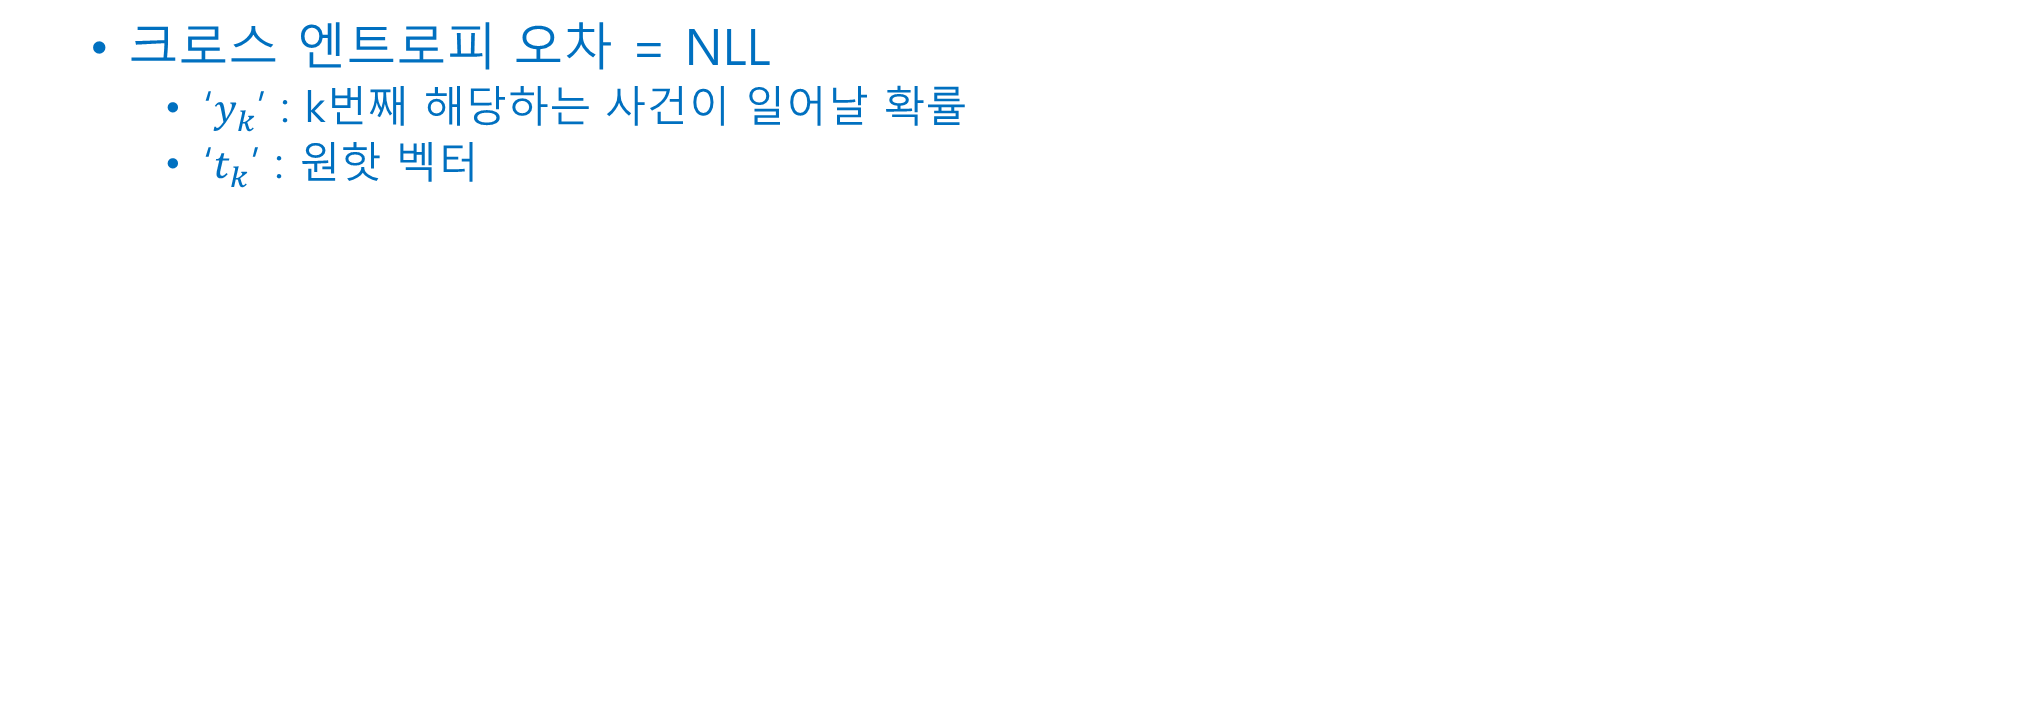 • 크로스 엔트로피 오차 = NLL
• ‘𝑦ₖ’ : k번째 해당하는 사건이 일어날 확률
• ‘𝑡ₖ’ : 원핫 벡터